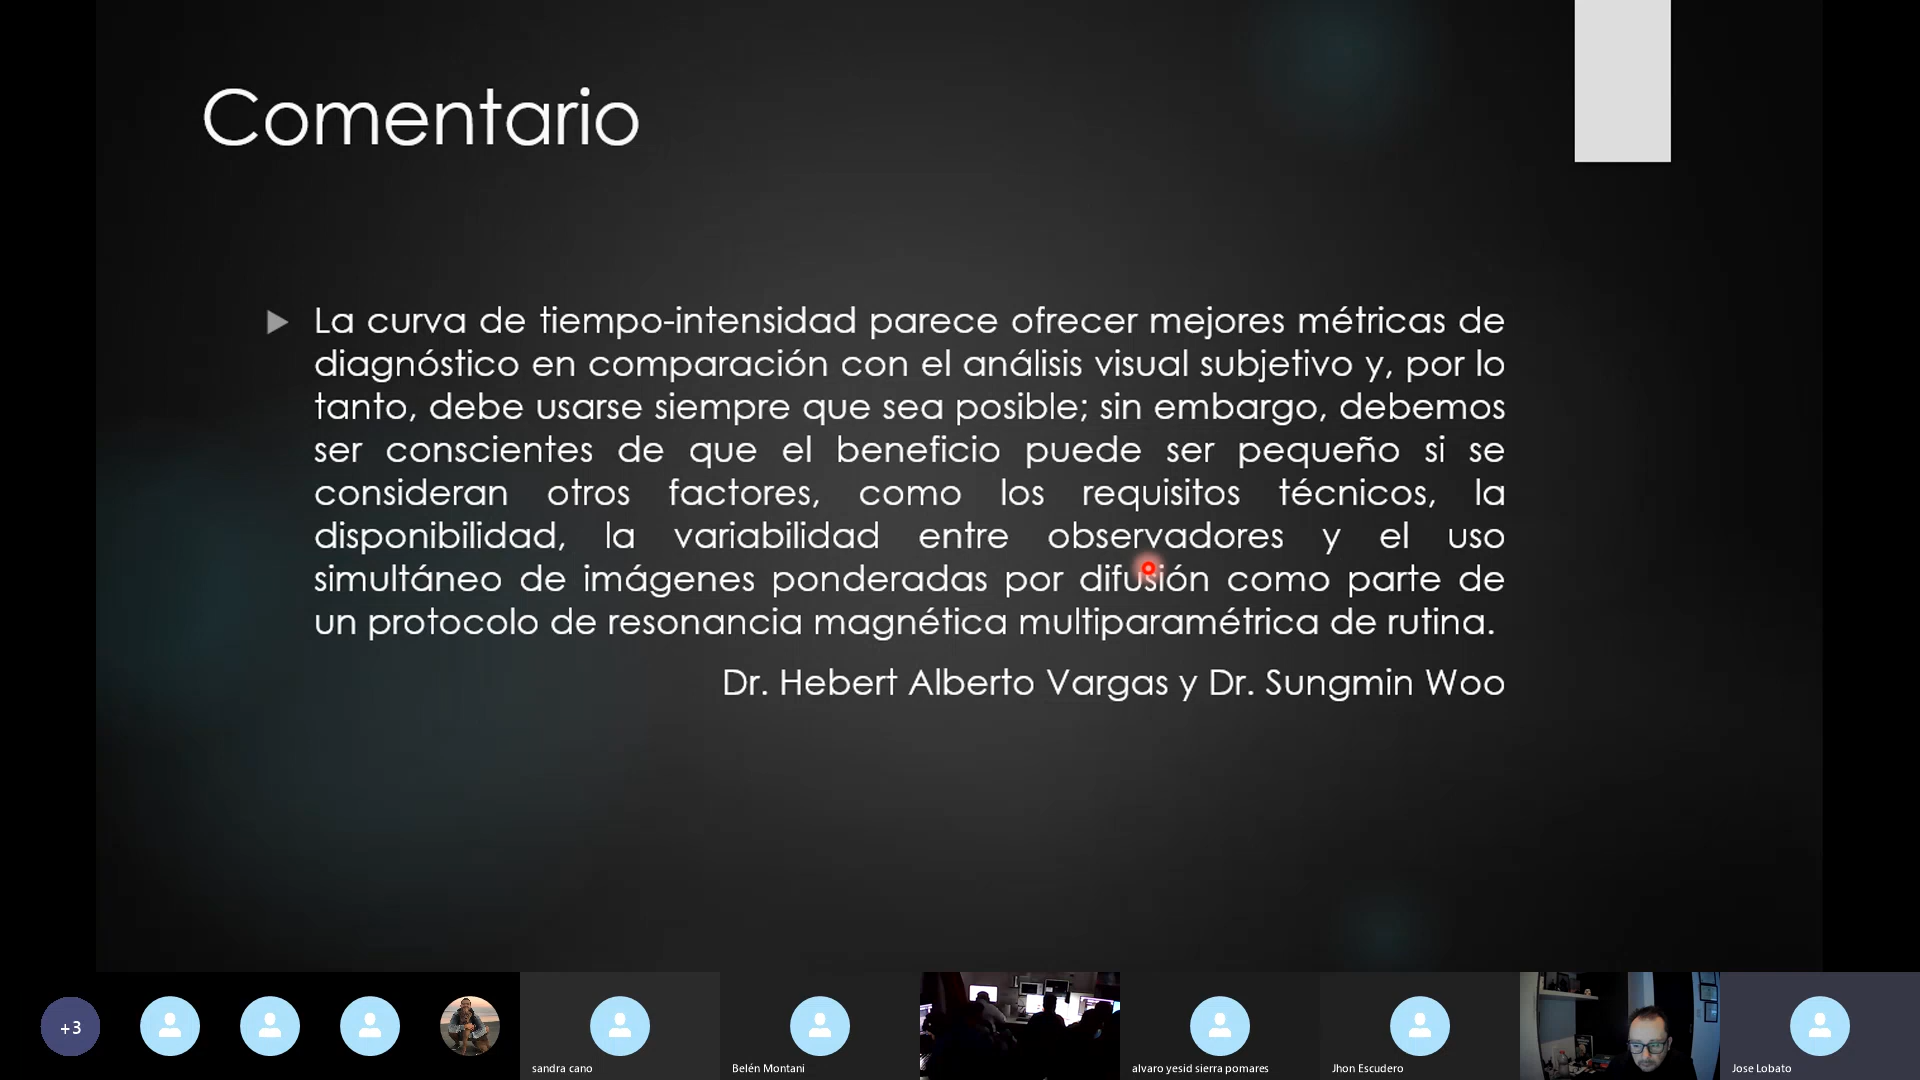 Comentario
La curva de tiempo-intensidad parece ofrecer mejores métricas de
diagnóstico en comparación con el análisis visual subjetivo y, por lo
tanto, debe usarse siempre que sea posible; sin embargo, debemos
ser conscientes de que el beneficio puede ser pequeño si se
consideran otros factores, como los requisitos técnicos, la
disponibilidad, la variabilidad entre observadores y el uso
simultáneo de imágenes ponderadas por difusión como parte de
un protocolo de resonancia magnética multiparamétrica de rutina.
Dr. Hebert Alberto Vargas y Dr. Sungmin Woo
+3
sandra cano
Belén Montani
alvaro yesid sierra pomares
Jhon Escudero
Jose Lobato